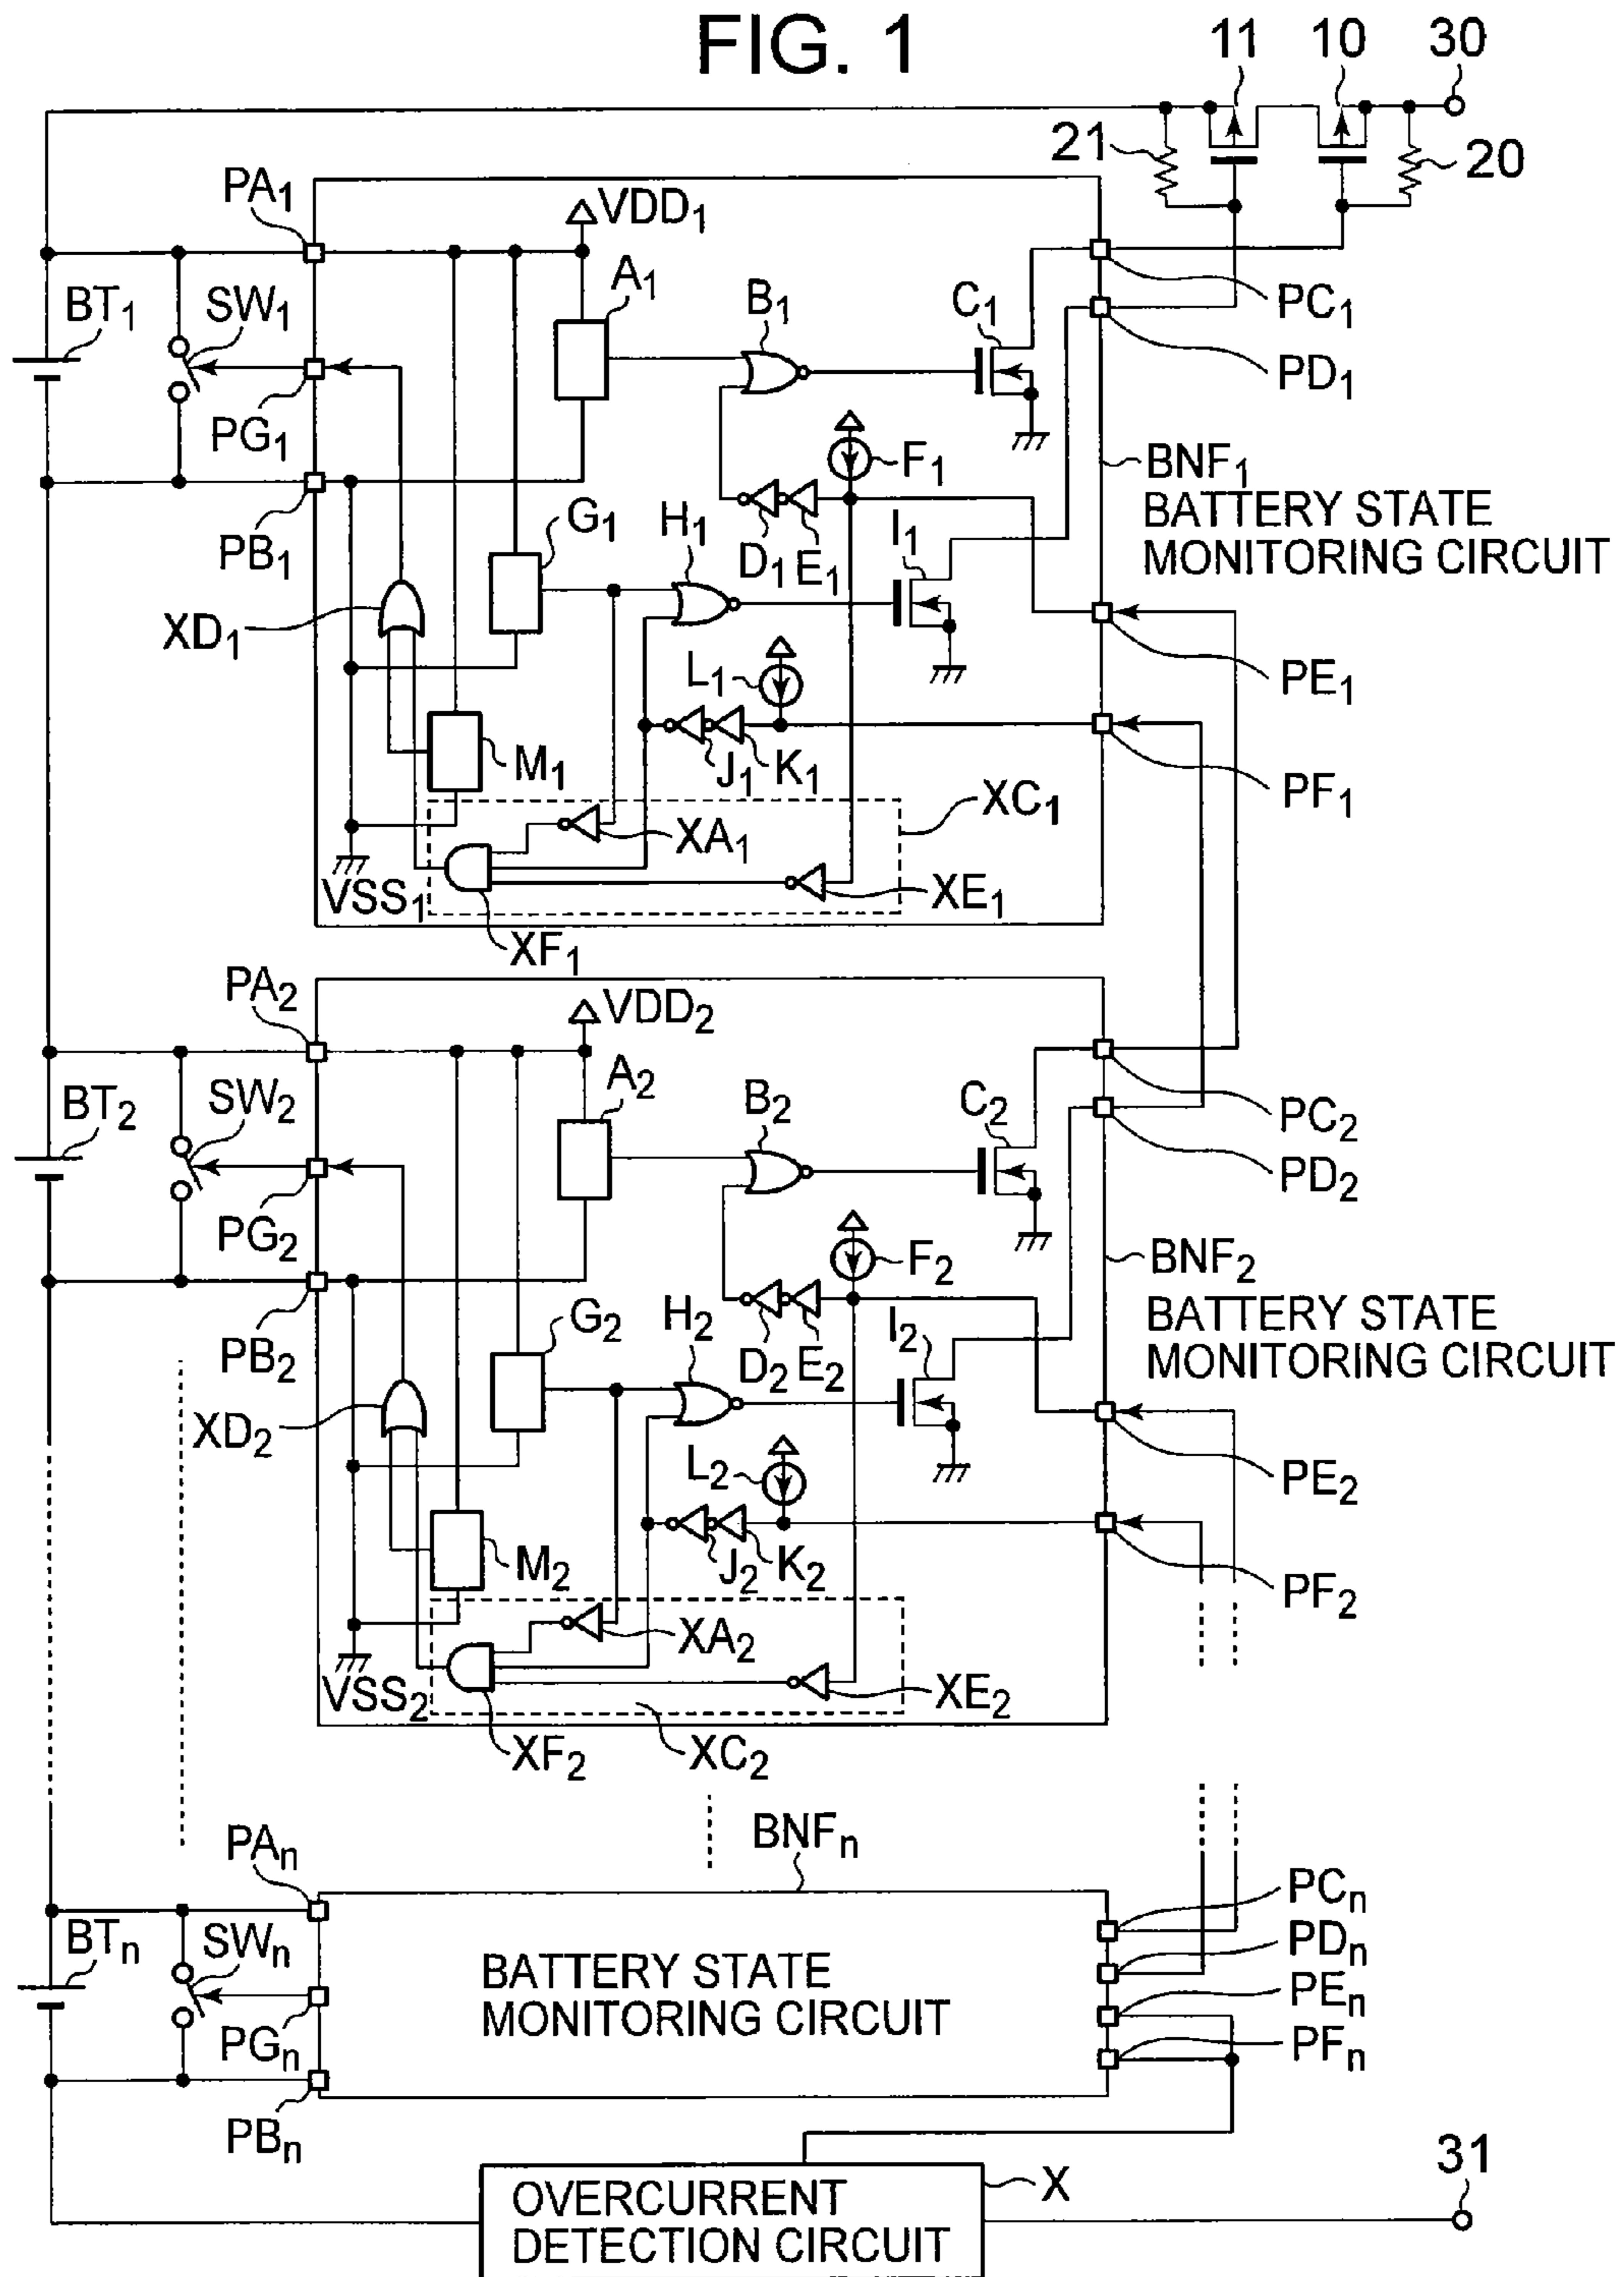 FIG. 1
11 10 30
21 20
PA₁ VDD₁
A₁
BT₁ SW₁ B₁ C₁ PC₁
PD₁
PG₁ F₁ BNF₁
BATTERY STATE
MONITORING CIRCUIT
PB₁ G₁ H₁ D₁ E₁ I₁
XD₁ L₁ PE₁
M₁ J₁ K₁ PF₁
XA₁ XC₁
VSS₁ XE₁
XF₁
PA₂ VDD₂
A₂
BT₂ SW₂ B₂ C₂ PC₂
PD₂
PG₂ F₂ BNF₂
BATTERY STATE
MONITORING CIRCUIT
PB₂ G₂ H₂ D₂ E₂ I₂
XD₂ L₂ PE₂
M₂ J₂ K₂ PF₂
XA₂
VSS₂ XE₂
XF₂ XC₂
PAₙ BNFₙ
PCₙ
BTₙ SWₙ PDₙ
BATTERY STATE
MONITORING CIRCUIT
PEₙ
PGₙ PFₙ
PBₙ
OVERCURRENT
DETECTION CIRCUIT
X 31